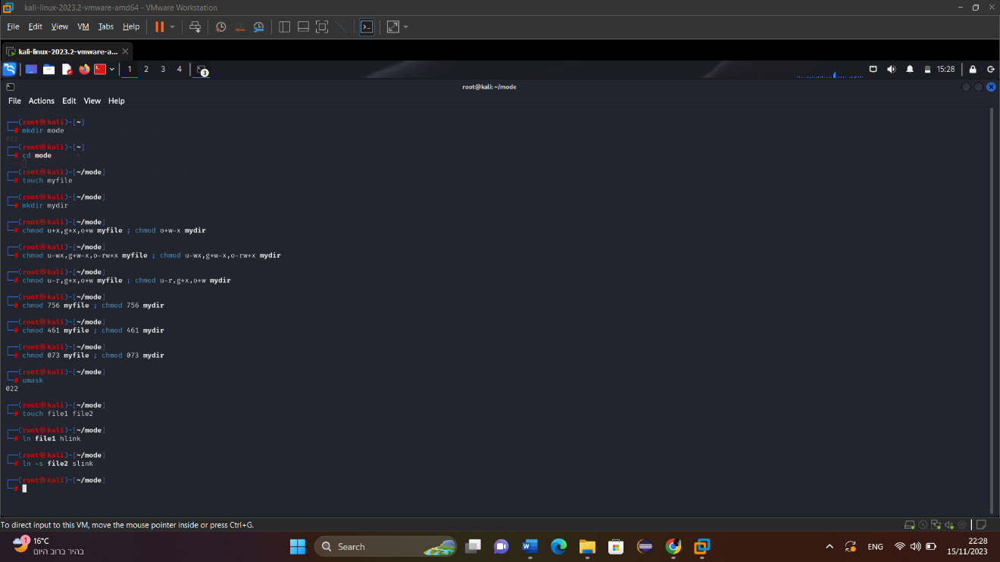 kali-linux-2023.2-vmware-amd64 - VMware Workstation
File Edit View VM Tabs Help
kali-linux-2023.2-vmware-a...
1 2 3 4 3 15:28
root@kali: ~/mode
File Actions Edit View Help
┌──(root㉿kali)-[~]
└─# mkdir mode
022
┌──(root㉿kali)-[~]
└─# cd mode
┌──(root㉿kali)-[~/mode]
└─# touch myfile
┌──(root㉿kali)-[~/mode]
└─# mkdir mydir
┌──(root㉿kali)-[~/mode]
└─# chmod u+x,g+x,o+w myfile ; chmod o+w-x mydir
┌──(root㉿kali)-[~/mode]
└─# chmod u-wx,g+w-x,o-rw+x myfile ; chmod u-wx,g+w-x,o-rw+x mydir
┌──(root㉿kali)-[~/mode]
└─# chmod u-r,g+x,o+w myfile ; chmod u-r,g+x,o+w mydir
┌──(root㉿kali)-[~/mode]
└─# chmod 756 myfile ; chmod 756 mydir
┌──(root㉿kali)-[~/mode]
└─# chmod 461 myfile ; chmod 461 mydir
┌──(root㉿kali)-[~/mode]
└─# chmod 073 myfile ; chmod 073 mydir
┌──(root㉿kali)-[~/mode]
└─# umask
022
┌──(root㉿kali)-[~/mode]
└─# touch file1 file2
┌──(root㉿kali)-[~/mode]
└─# ln file1 hlink
┌──(root㉿kali)-[~/mode]
└─# ln -s file2 slink
┌──(root㉿kali)-[~/mode]
└─#
To direct input to this VM, move the mouse pointer inside or press Ctrl+G.
1 16°C
בהיר ברוב היום
Search
ENG
22:28
15/11/2023